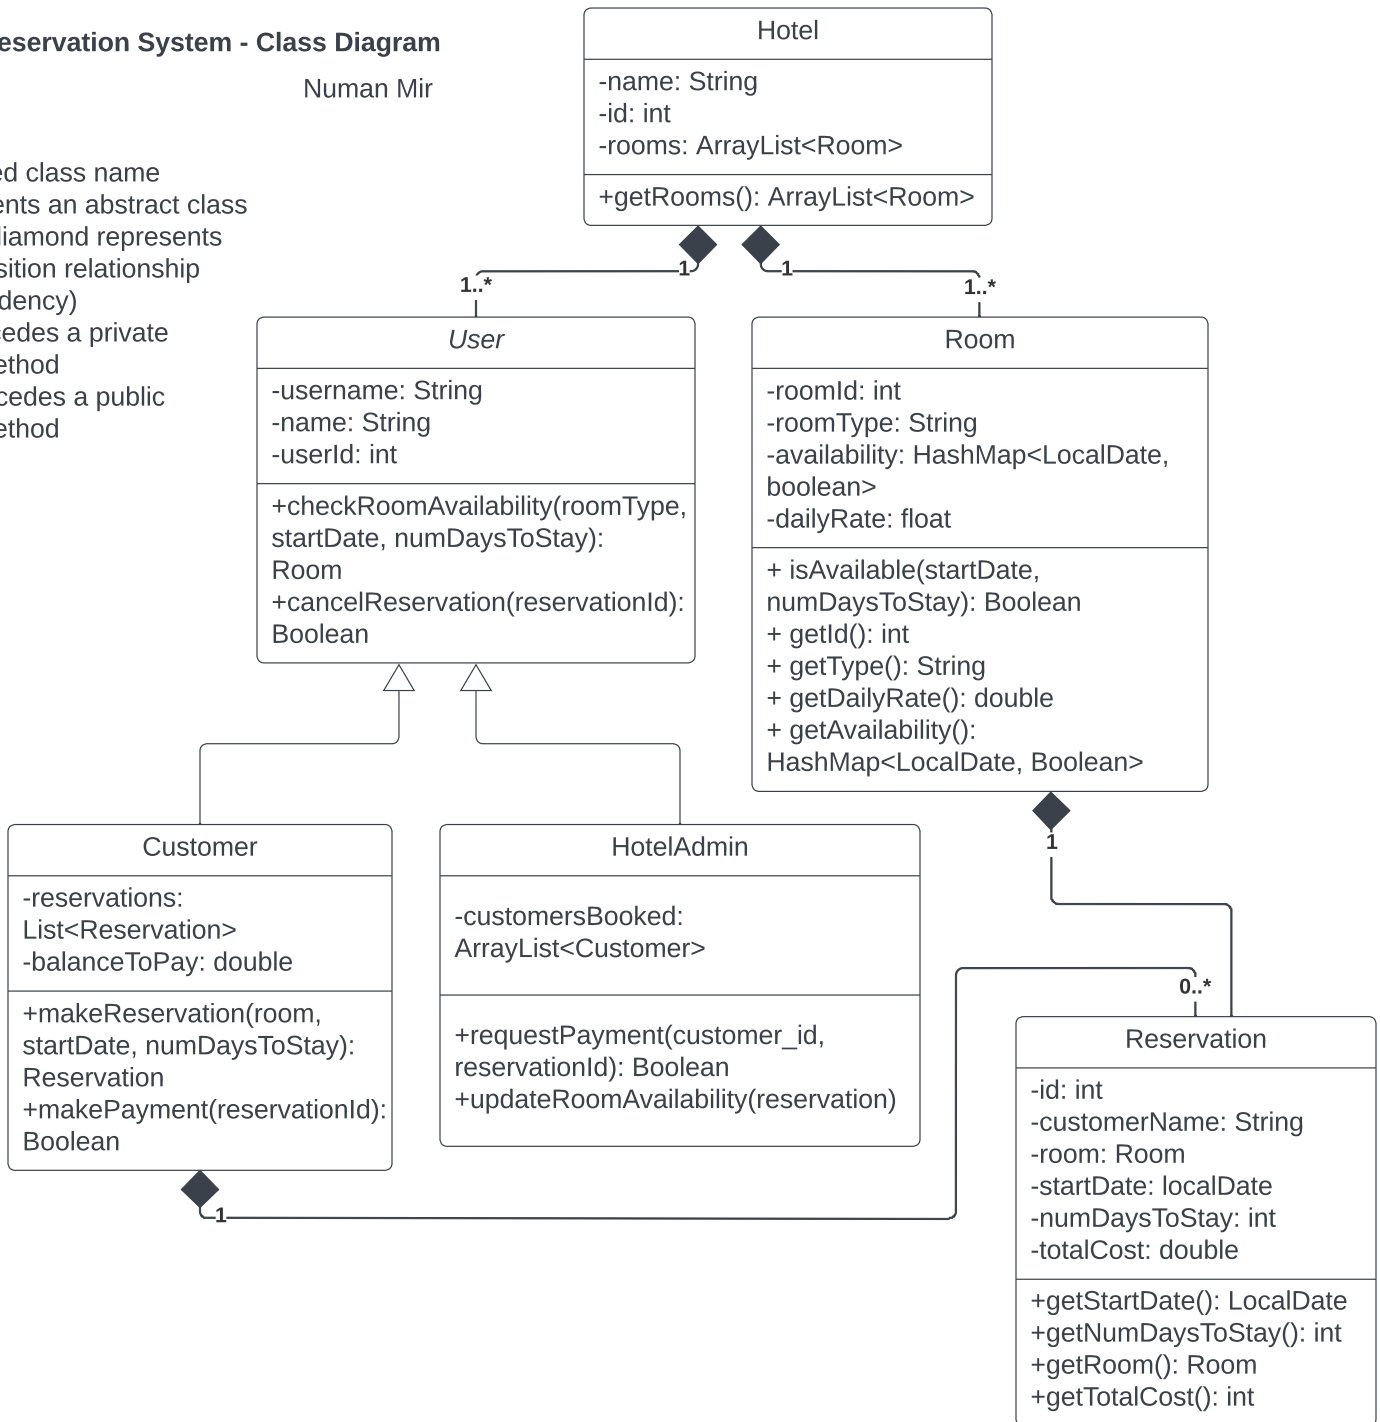 eservation System - Class Diagram
Numan Mir
ed class name
ents an abstract class
diamond represents
sition relationship
dency)
cedes a private
ethod
cedes a public
ethod
Hotel
-name: String
-id: int
-rooms: ArrayList<Room>
+getRooms(): ArrayList<Room>
1
1
1..*
1..*
User
-username: String
-name: String
-userId: int
+checkRoomAvailability(roomType,
startDate, numDaysToStay):
Room
+cancelReservation(reservationId):
Boolean
Room
-roomId: int
-roomType: String
-availability: HashMap<LocalDate,
boolean>
-dailyRate: float
+ isAvailable(startDate,
numDaysToStay): Boolean
+ getId(): int
+ getType(): String
+ getDailyRate(): double
+ getAvailability():
HashMap<LocalDate, Boolean>
1
Customer
-reservations:
List<Reservation>
-balanceToPay: double
+makeReservation(room,
startDate, numDaysToStay):
Reservation
+makePayment(reservationId):
Boolean
1
HotelAdmin
-customersBooked:
ArrayList<Customer>
+requestPayment(customer_id,
reservationId): Boolean
+updateRoomAvailability(reservation)
0..*
Reservation
-id: int
-customerName: String
-room: Room
-startDate: localDate
-numDaysToStay: int
-totalCost: double
+getStartDate(): LocalDate
+getNumDaysToStay(): int
+getRoom(): Room
+getTotalCost(): int